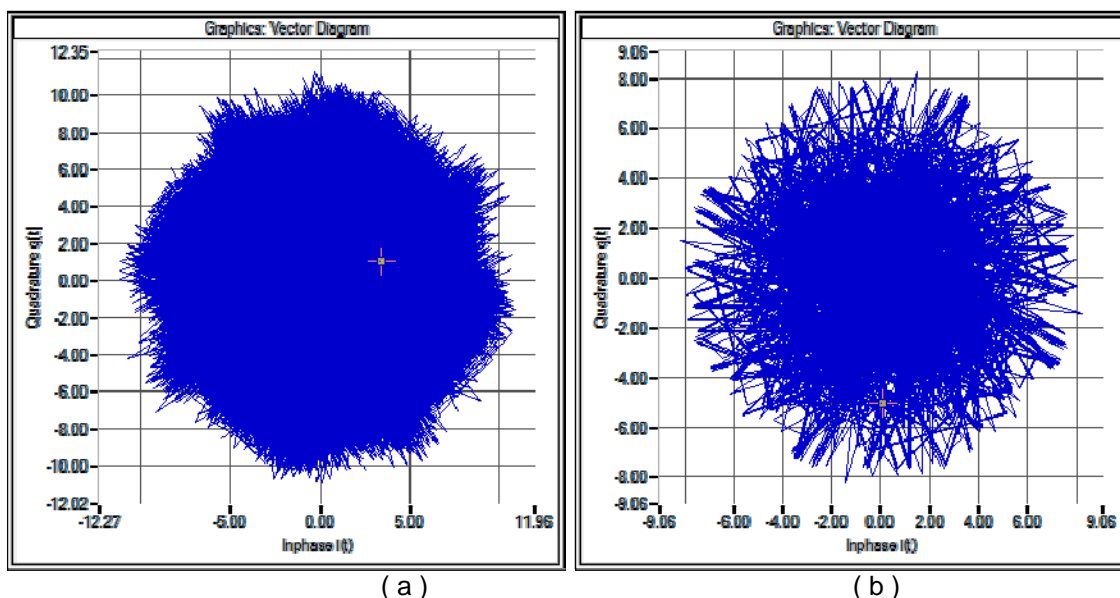 Graphics: Vector Diagram
12.35
10.00
8.00
6.00
4.00
2.00
0.00
-2.00
-4.00
-6.00
-8.00
-10.00
-12.02
Quadrature q[t]
-12.27 -5.00 0.00 5.00 11.96
Inphase i(t)
( a )
Graphics: Vector Diagram
9.06
8.00
6.00
4.00
2.00
0.00
-2.00
-4.00
-6.00
-8.00
-9.06
Quadrature q[t]
-9.06 -6.00 -4.00 -2.00 0.00 2.00 4.00 6.00 9.06
Inphase i(t)
( b )